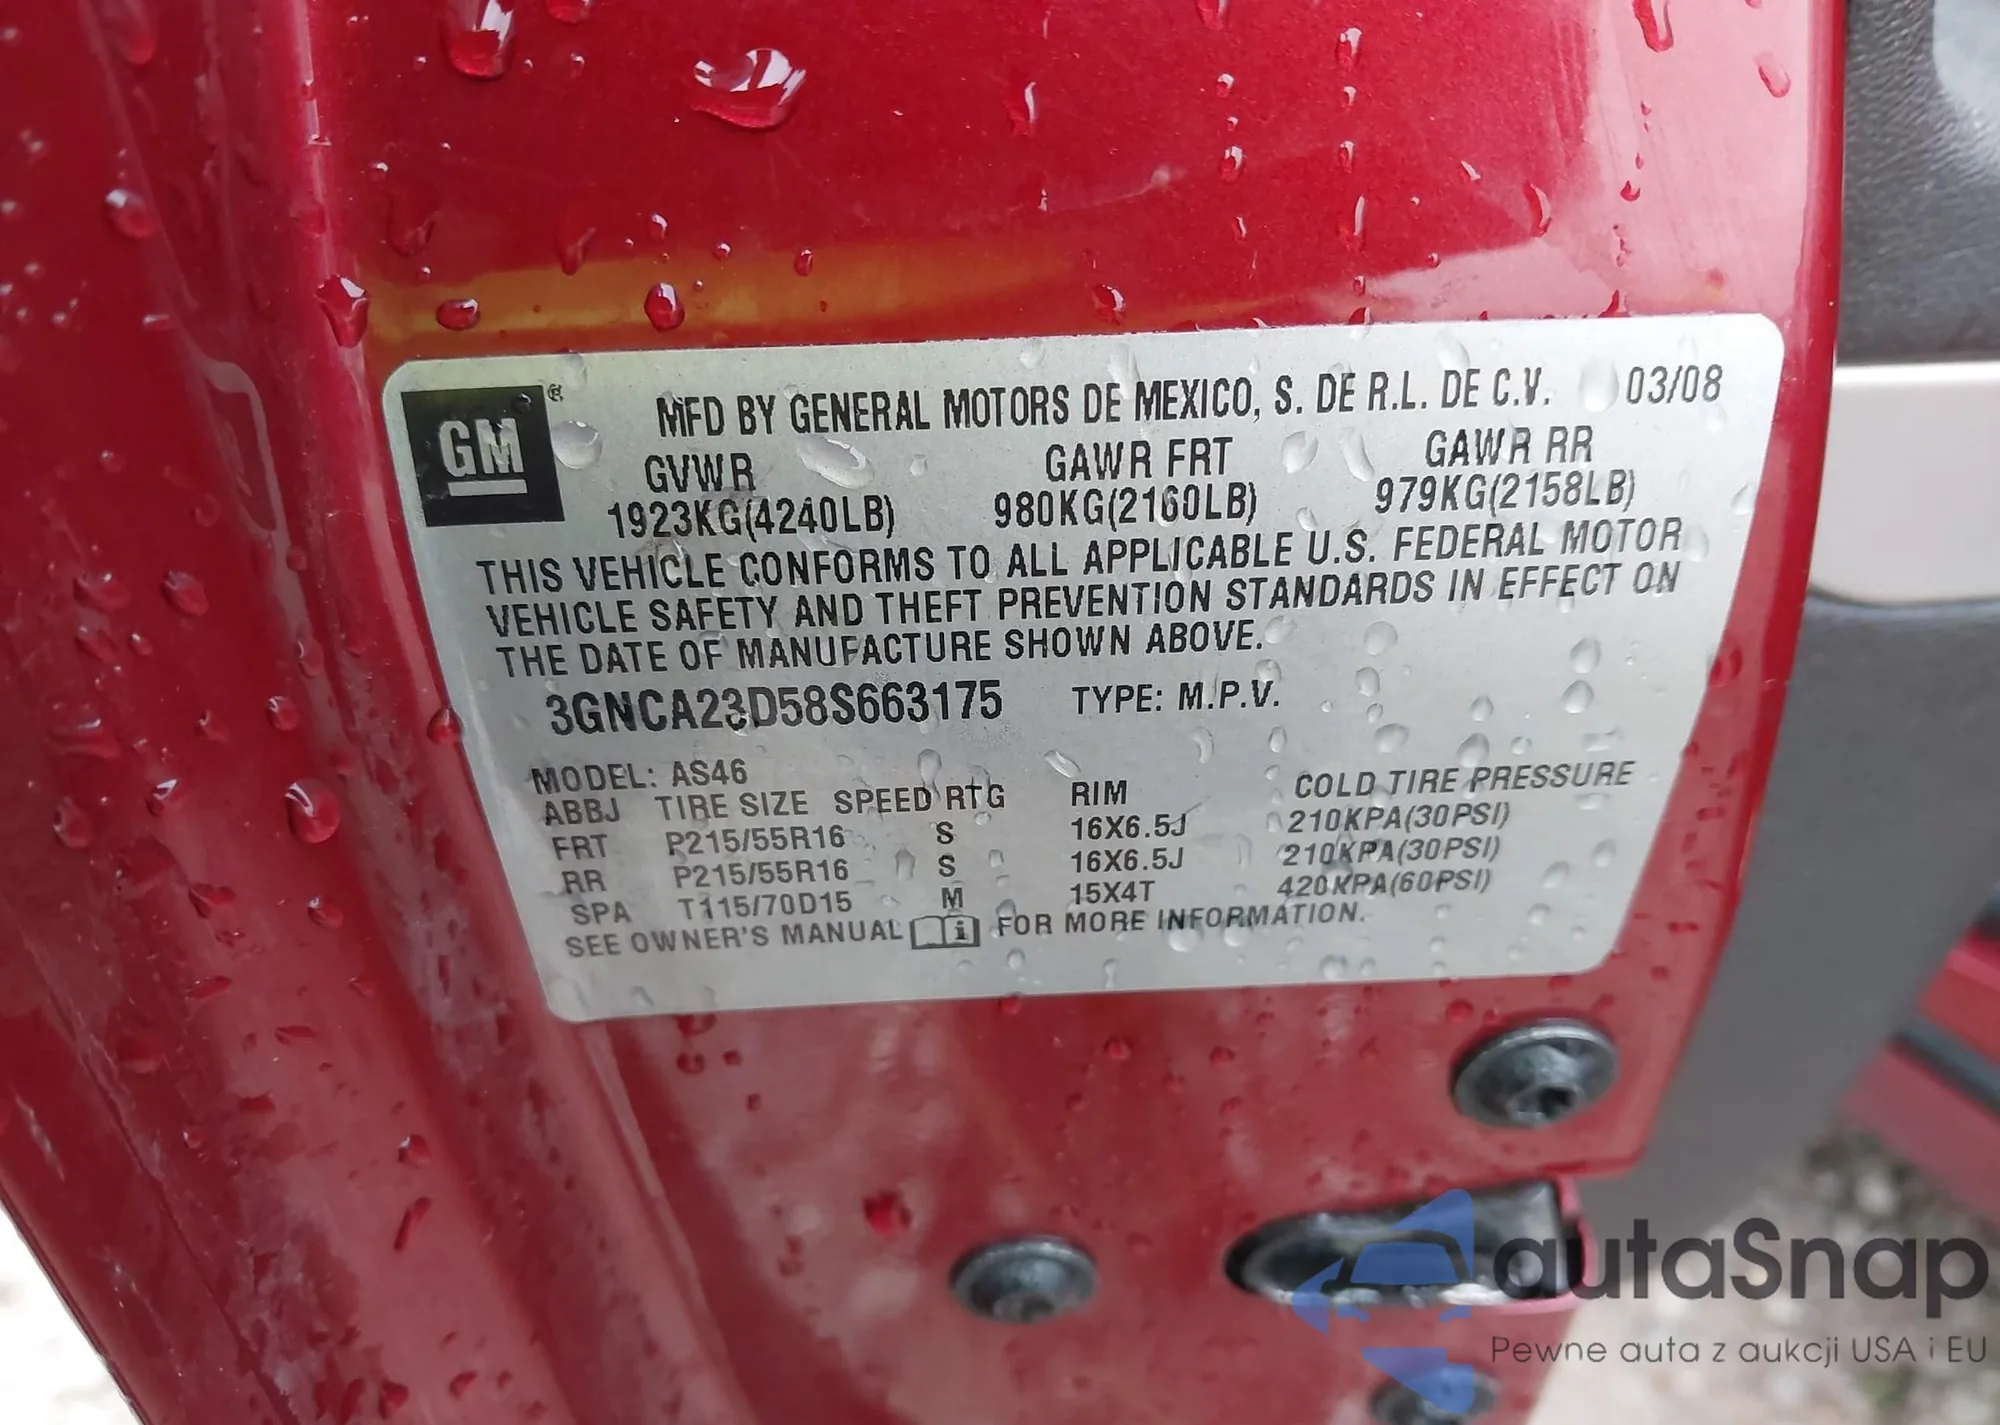 GM ®
MFD BY GENERAL MOTORS DE MEXICO, S. DE R.L. DE C.V. 03/08
GVWR GAWR FRT GAWR RR
1923KG(4240LB) 980KG(2160LB) 979KG(2158LB)
THIS VEHICLE CONFORMS TO ALL APPLICABLE U.S. FEDERAL MOTOR
VEHICLE SAFETY AND THEFT PREVENTION STANDARDS IN EFFECT ON
THE DATE OF MANUFACTURE SHOWN ABOVE.
3GNCA23D58S663175 TYPE: M.P.V.
MODEL: AS46
ABBJ TIRE SIZE SPEED RTG RIM COLD TIRE PRESSURE
FRT P215/55R16 S 16X6.5J 210KPA(30PSI)
RR P215/55R16 S 16X6.5J 210KPA(30PSI)
SPA T115/70D15 M 15X4T 420KPA(60PSI)
SEE OWNER'S MANUAL i FOR MORE INFORMATION.
autaSnap
Pewne auta z aukcji USA i EU